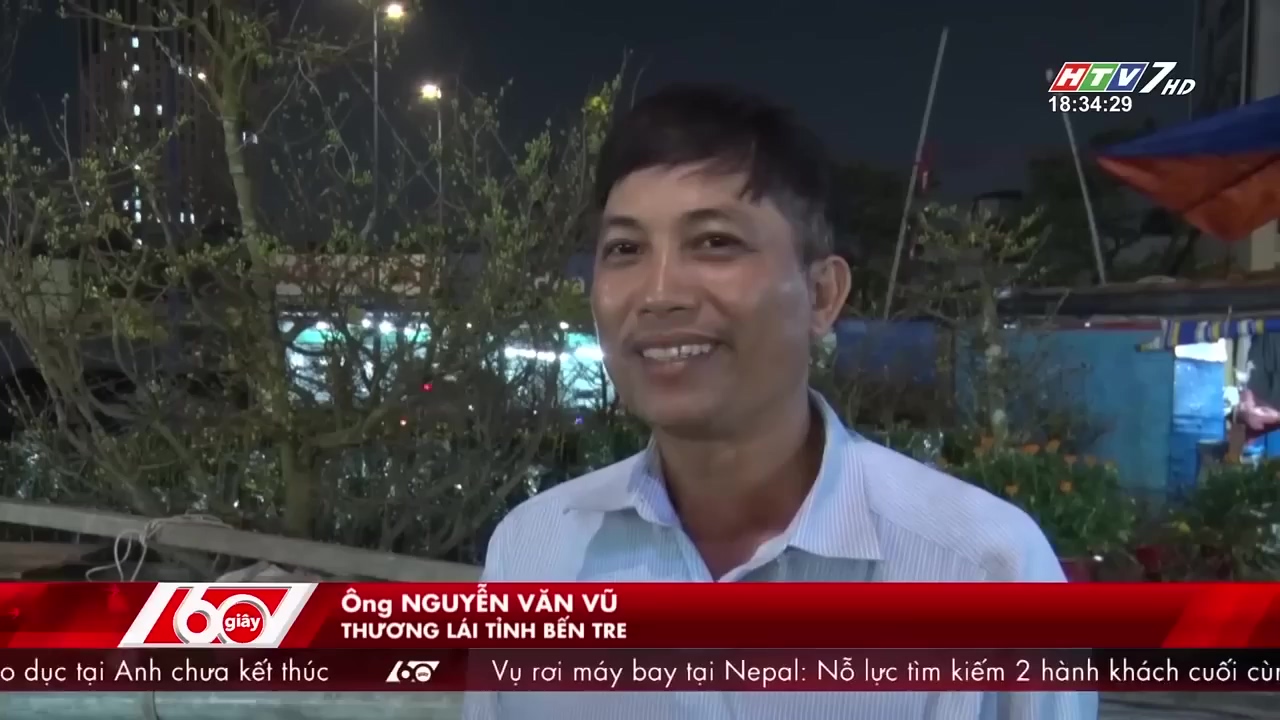 HTV7HD
18:34:29
60 giây
Ông NGUYỄN VĂN VŨ
THƯƠNG LÁI TỈNH BẾN TRE
o dục tại Anh chưa kết thúc
60 giây
Vụ rơi máy bay tại Nepal: Nỗ lực tìm kiếm 2 hành khách cuối cùn